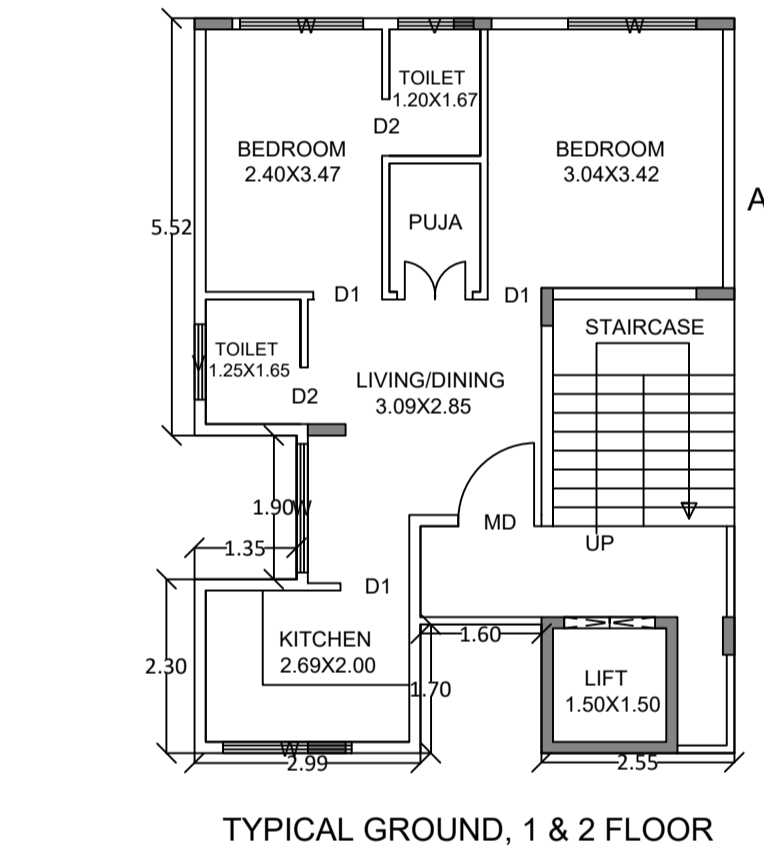 W
V
W
TOILET
1.20X1.67
D2
BEDROOM
2.40X3.47
BEDROOM
3.04X3.42
A
PUJA
5.52
D1
D1
STAIRCASE
TOILET
1.25X1.65
V
LIVING/DINING
3.09X2.85
D2
1.90
W
MD
1.35
UP
D1
KITCHEN
2.69X2.00
1.60
2.30
1.70
LIFT
1.50X1.50
W
2.99
2.55
TYPICAL GROUND, 1 & 2 FLOOR